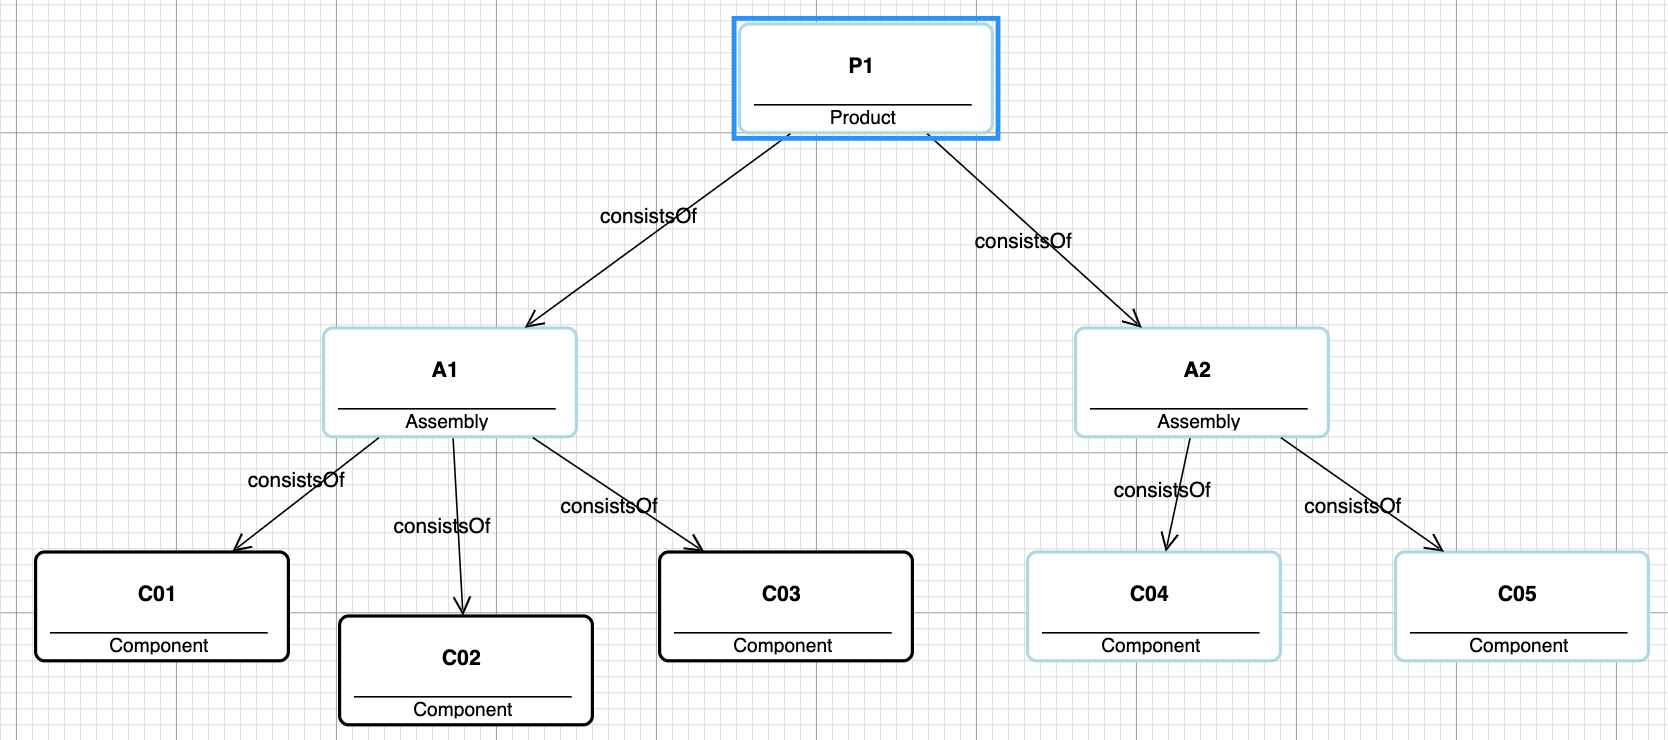 P1
Product
consistsOf
consistsOf
A1
Assembly
A2
Assembly
consistsOf
consistsOf
consistsOf
consistsOf
consistsOf
C01
Component
C02
Component
C03
Component
C04
Component
C05
Component